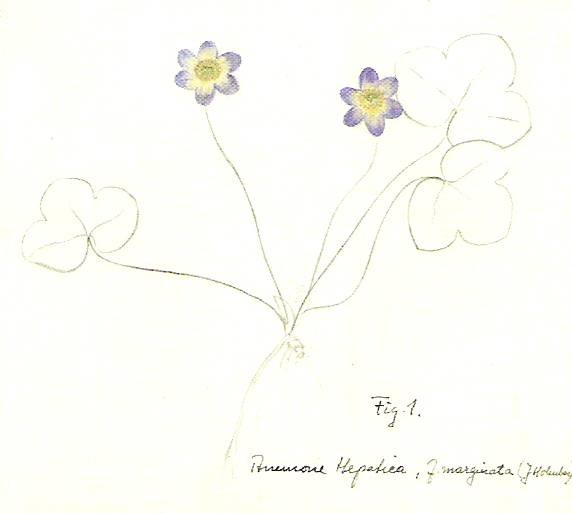 Fig. 1.
Anemone Hepatica, f. marginata (J Holuby